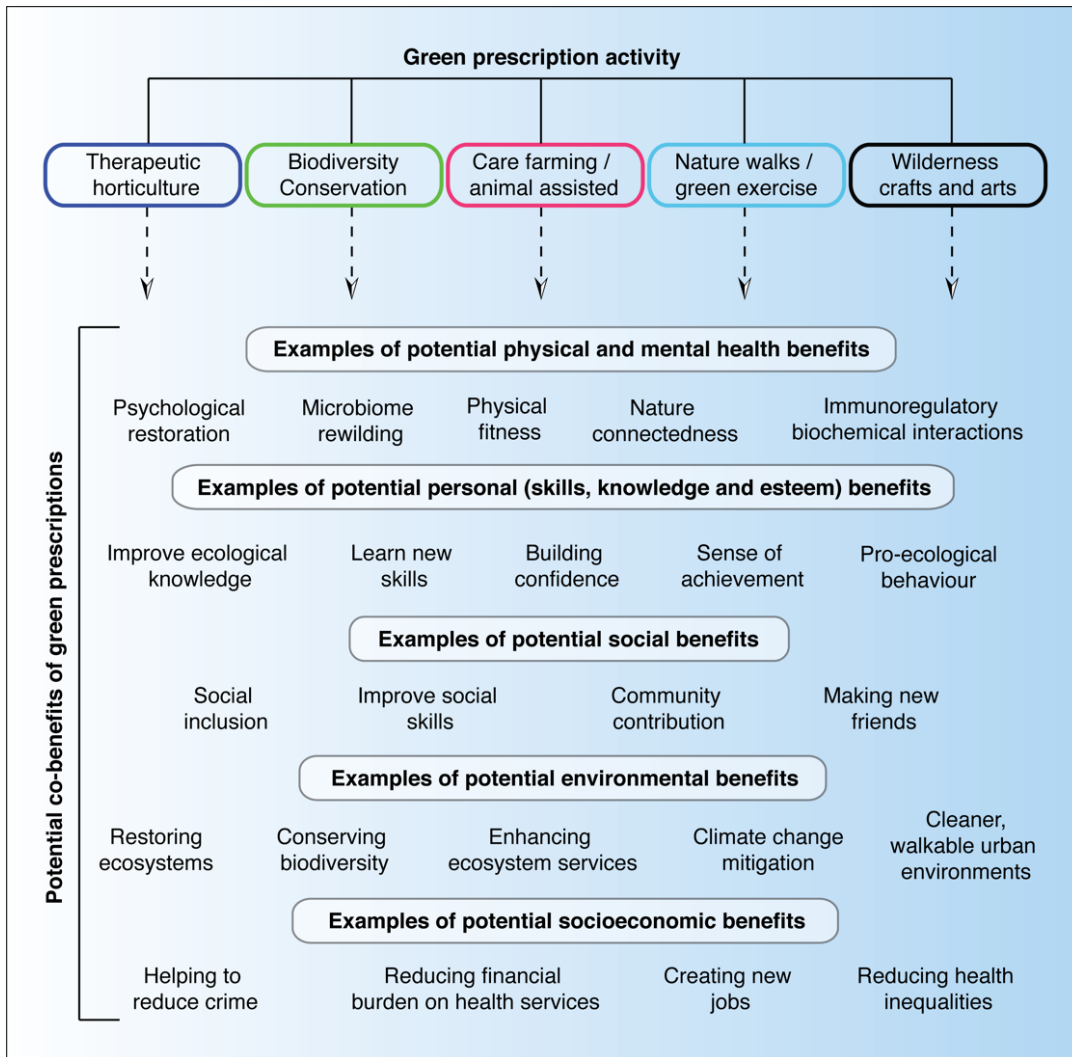 Green prescription activity
Therapeutic
horticulture
Biodiversity
Conservation
Care farming /
animal assisted
Nature walks /
green exercise
Wilderness
crafts and arts
Potential co-benefits of green prescriptions
Examples of potential physical and mental health benefits
Psychological
restoration
Microbiome
rewilding
Physical
fitness
Nature
connectedness
Immunoregulatory
biochemical interactions
Examples of potential personal (skills, knowledge and esteem) benefits
Improve ecological
knowledge
Learn new
skills
Building
confidence
Sense of
achievement
Pro-ecological
behaviour
Examples of potential social benefits
Social
inclusion
Improve social
skills
Community
contribution
Making new
friends
Examples of potential environmental benefits
Restoring
ecosystems
Conserving
biodiversity
Enhancing
ecosystem services
Climate change
mitigation
Cleaner,
walkable urban
environments
Examples of potential socioeconomic benefits
Helping to
reduce crime
Reducing financial
burden on health services
Creating new
jobs
Reducing health
inequalities